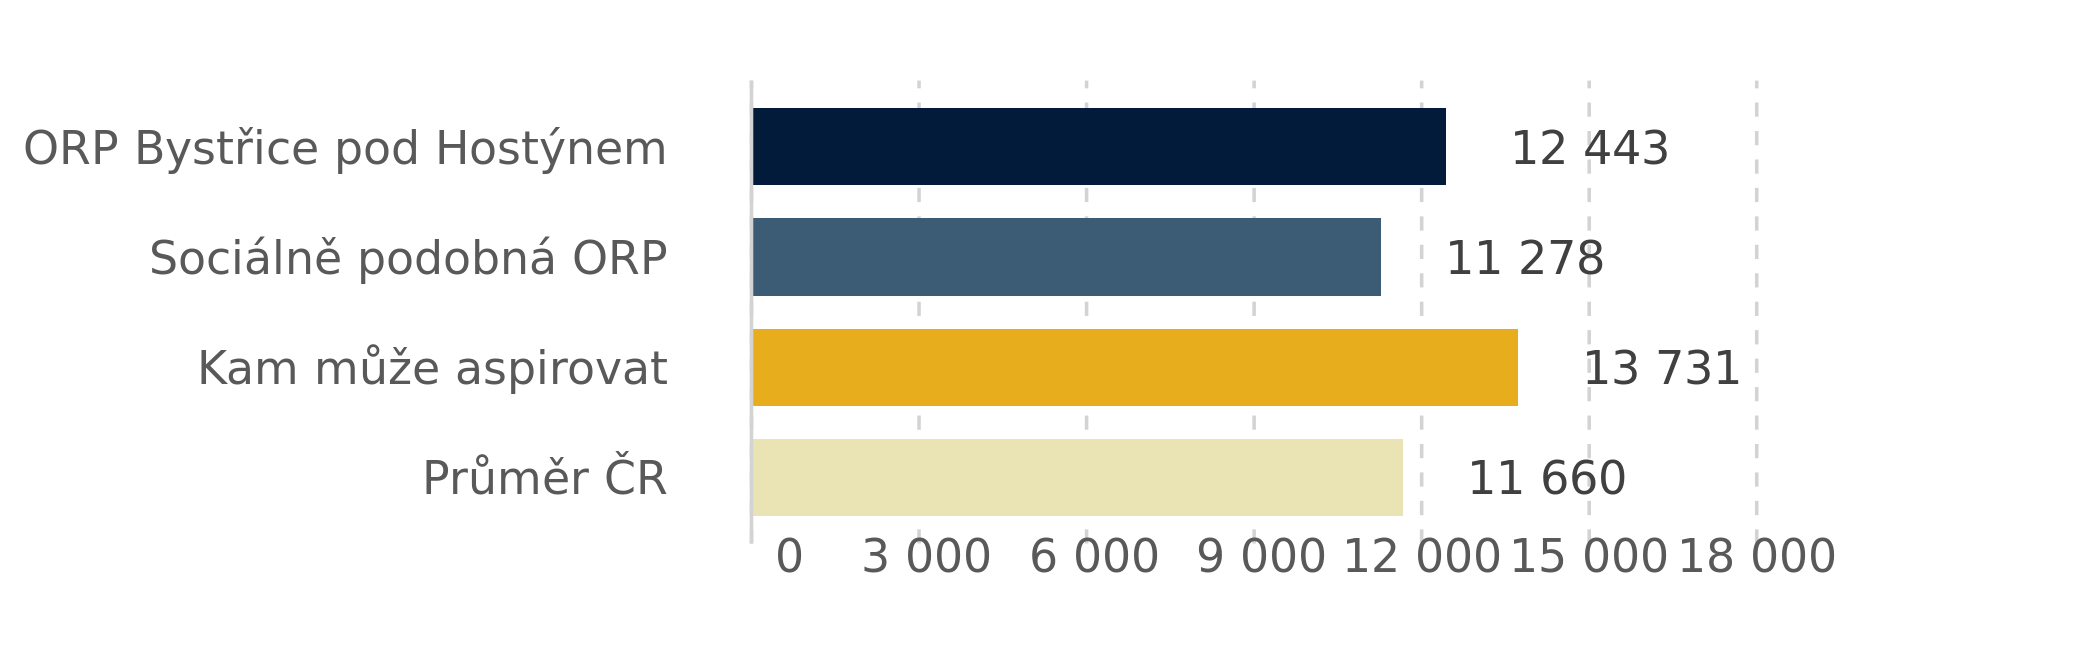 ORP Bystřice pod Hostýnem 12 443
Sociálně podobná ORP 11 278
Kam může aspirovat 13 731
Průměr ČR 11 660
0 3 000 6 000 9 000 12 000 15 000 18 000